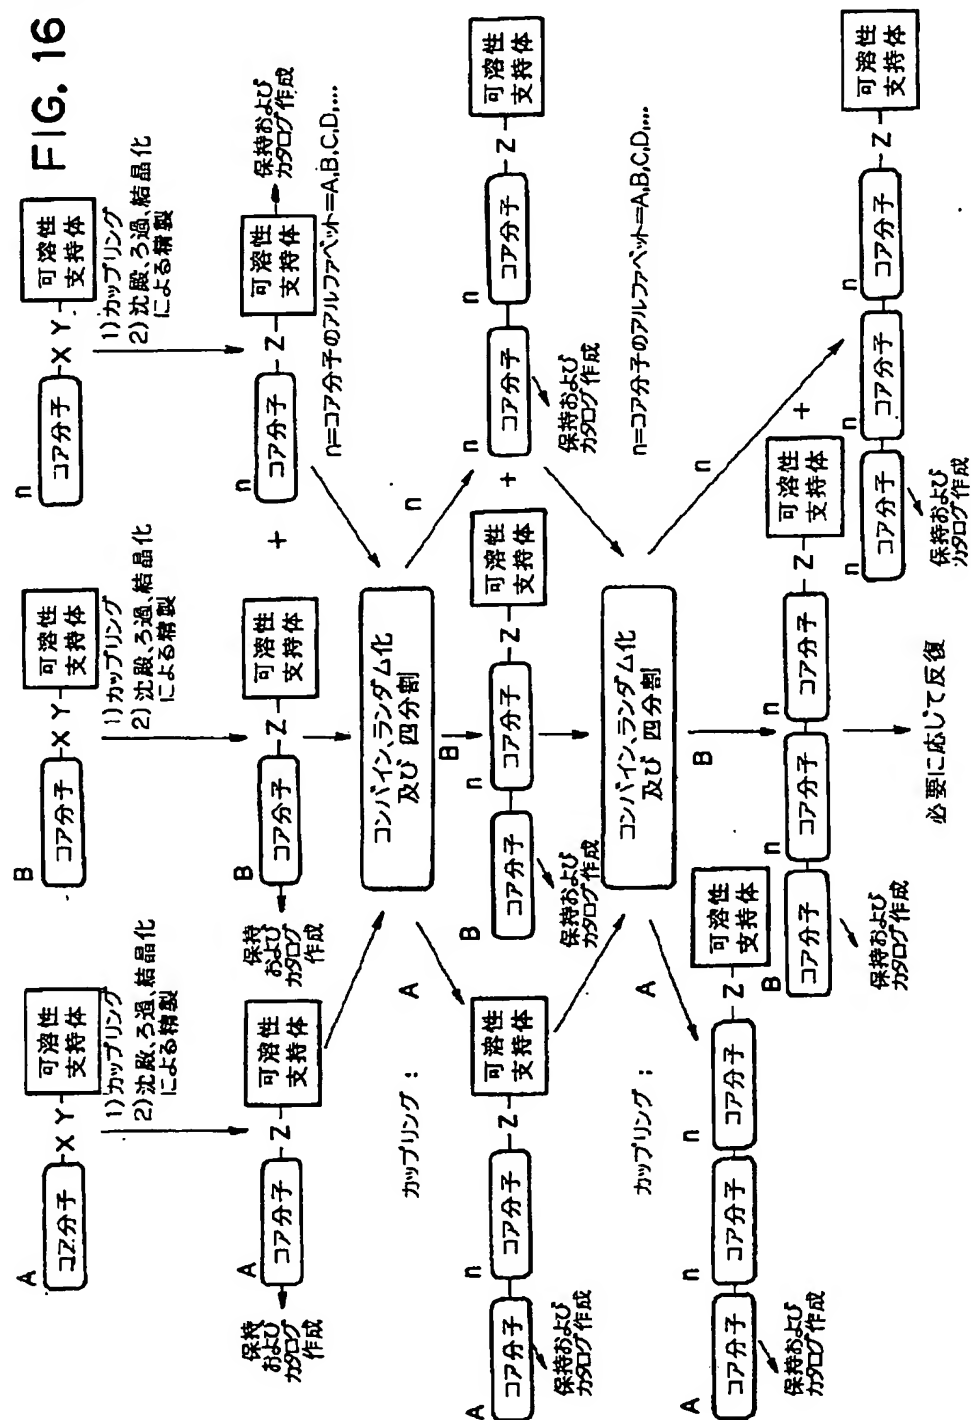 FIG. 16
A
コア分子
-X Y-
可溶性
支持体
1)カップリング
2)沈殿、ろ過、結晶化
による精製
B
コア分子
-X Y-
可溶性
支持体
1)カップリング
2)沈殿、ろ過、結晶化
による精製
n
コア分子
-X Y-
可溶性
支持体
1)カップリング
2)沈殿、ろ過、結晶化
による精製
保持
および
カタログ
作成
A
コア分子
-Z-
可溶性
支持体
保持
および
カタログ
作成
B
コア分子
-Z-
可溶性
支持体
+
n
コア分子
-Z-
可溶性
支持体
保持および
カタログ作成
n=コア分子のアルファベット=A,B,C,D,...
コンバイン、ランダム化
及び 四分割
カップリング:
A
B
n
A
コア分子
n
コア分子
-Z-
可溶性
支持体
保持および
カタログ作成
B
コア分子
n
コア分子
-Z-
可溶性
支持体
保持および
カタログ作成
+
n
コア分子
n
コア分子
-Z-
可溶性
支持体
保持および
カタログ作成
n=コア分子のアルファベット=A,B,C,D,...
コンバイン、ランダム化
及び 四分割
カップリング;
A
B
n
A
コア分子
n
コア分子
n
コア分子
-Z-
可溶性
支持体
保持および
カタログ作成
B
コア分子
n
コア分子
n
コア分子
-Z-
可溶性
支持体
保持および
カタログ作成
+
n
コア分子
n
コア分子
n
コア分子
-Z-
可溶性
支持体
保持および
カタログ作成
必要に応じて反復